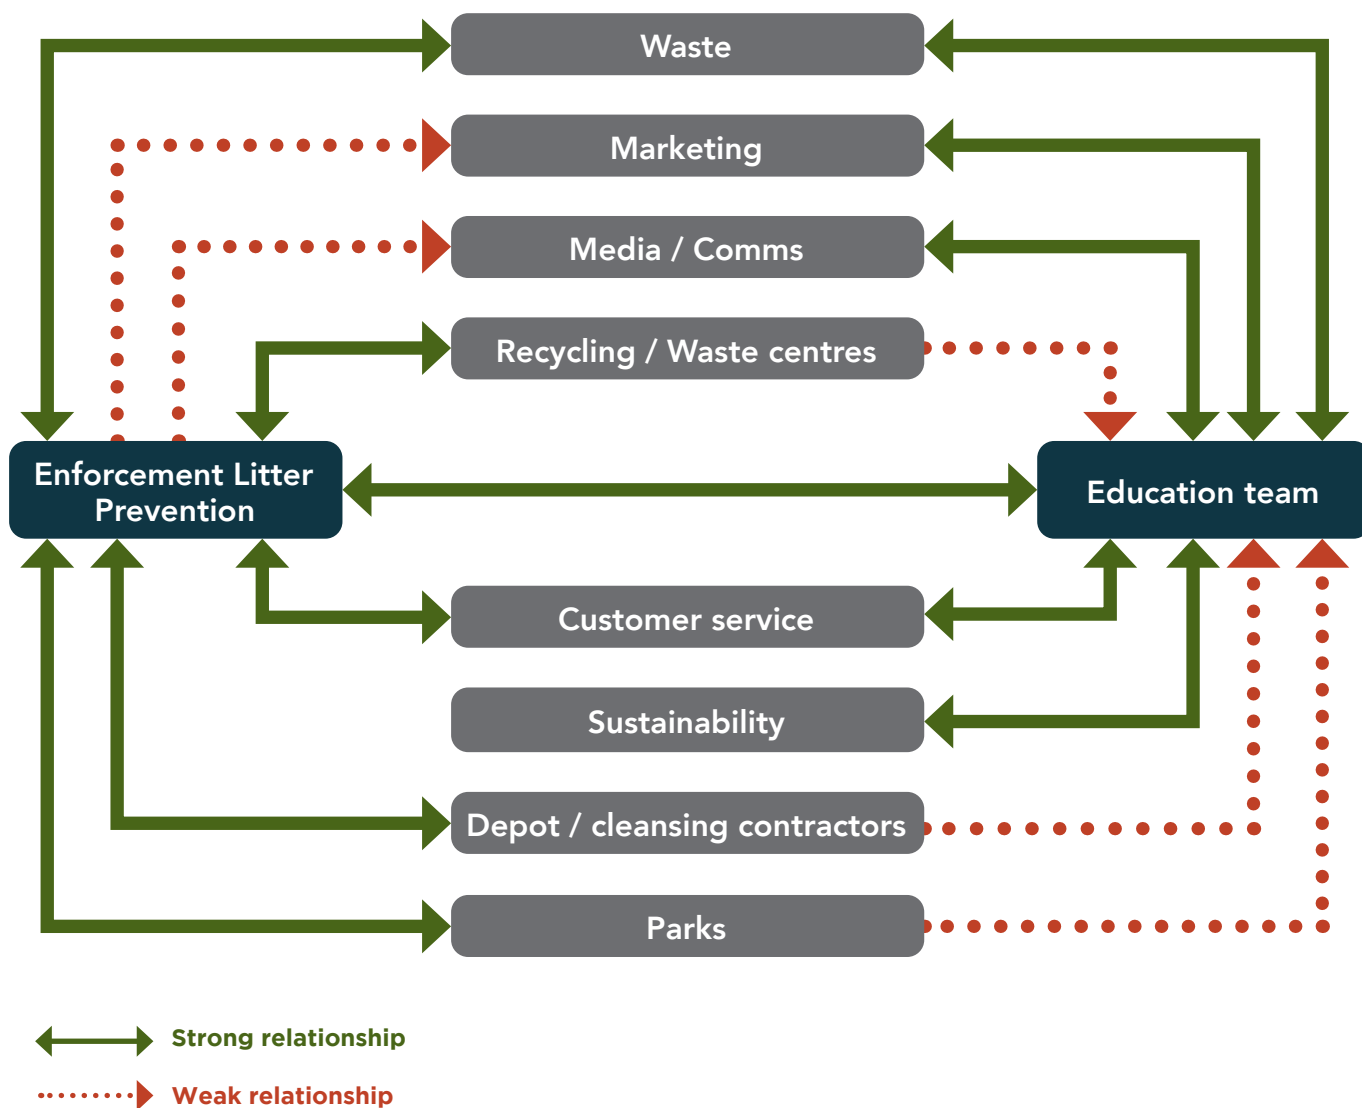 Waste
Marketing
Media / Comms
Recycling / Waste centres
Enforcement Litter
Prevention
Education team
Customer service
Sustainability
Depot / cleansing contractors
Parks
Strong relationship
Weak relationship